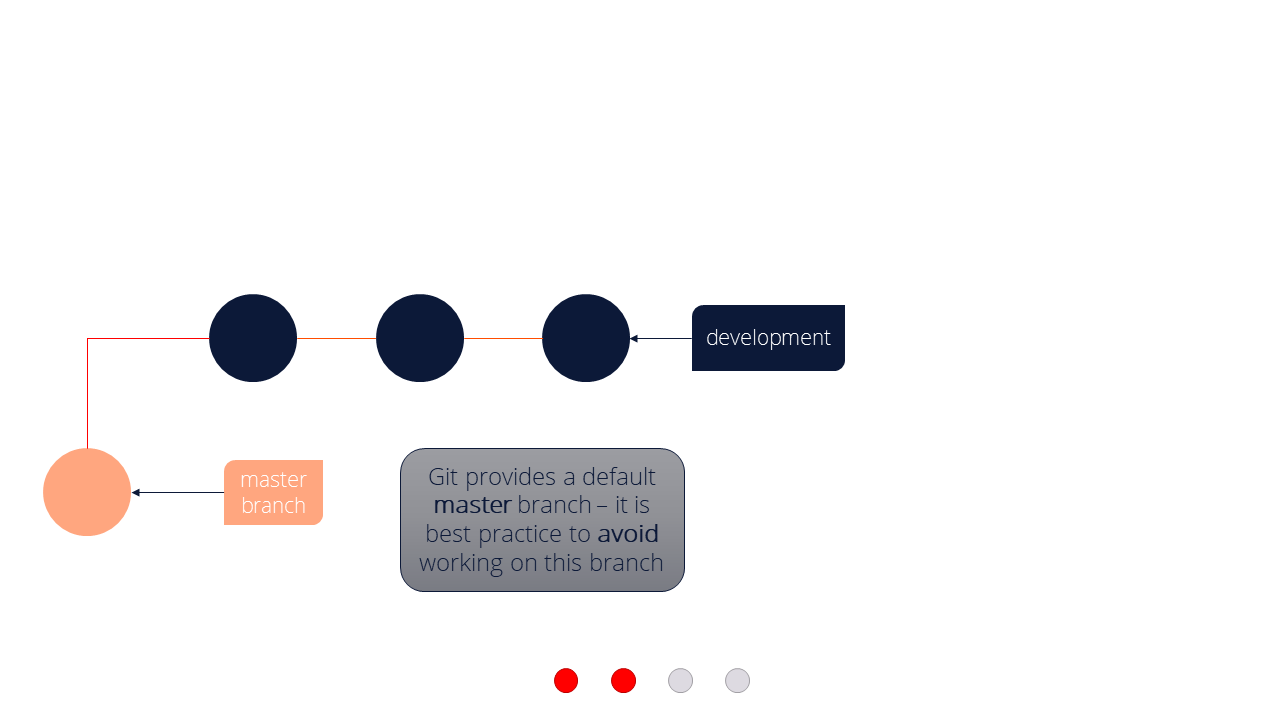 development
master
branch
Git provides a default
master branch – it is
best practice to avoid
working on this branch